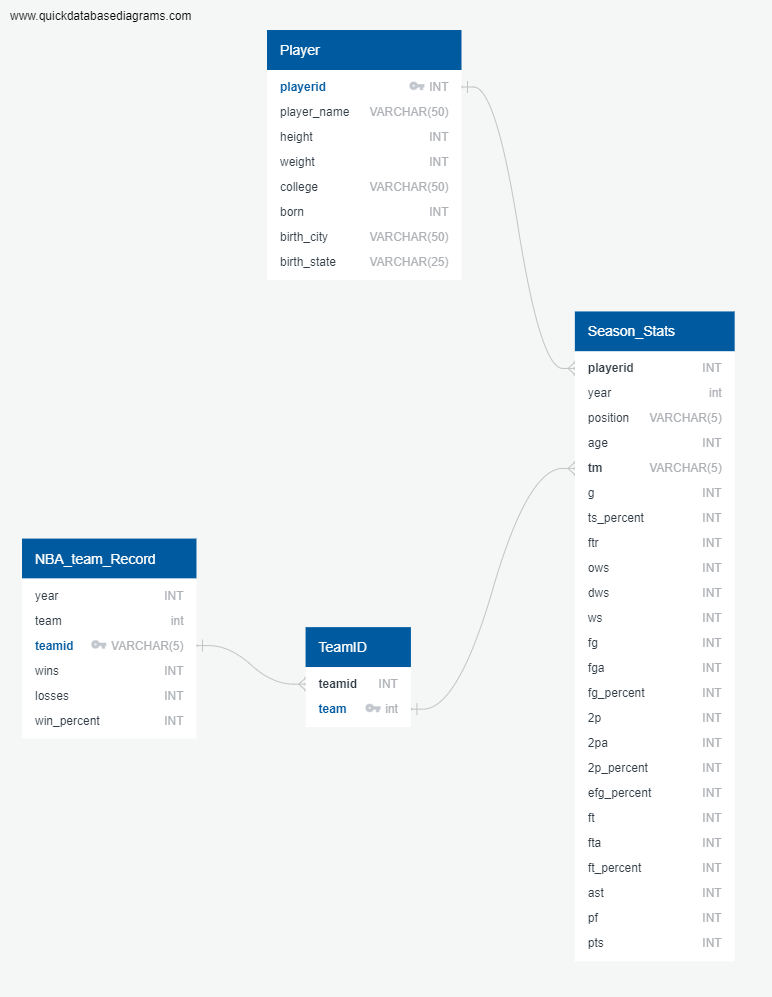 www.quickdatabasediagrams.com
Player
playerid INT
player_name VARCHAR(50)
height INT
weight INT
college VARCHAR(50)
born INT
birth_city VARCHAR(50)
birth_state VARCHAR(25)
Season_Stats
playerid INT
year int
position VARCHAR(5)
age INT
tm VARCHAR(5)
g INT
ts_percent INT
ftr INT
ows INT
dws INT
ws INT
fg INT
fga INT
fg_percent INT
2p INT
2pa INT
2p_percent INT
efg_percent INT
ft INT
fta INT
ft_percent INT
ast INT
pf INT
pts INT
NBA_team_Record
year INT
team int
teamid VARCHAR(5)
wins INT
losses INT
win_percent INT
TeamID
teamid INT
team int